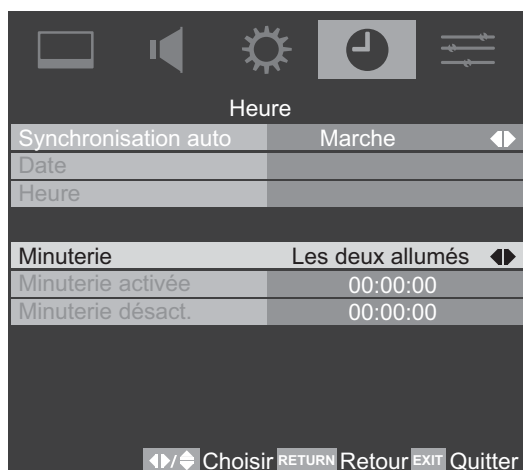 Heure
Synchronisation auto Marche
Date
Heure
Minuterie Les deux allumés
Minuterie activée 00:00:00
Minuterie désact. 00:00:00
/ Choisir RETURN Retour EXIT Quitter